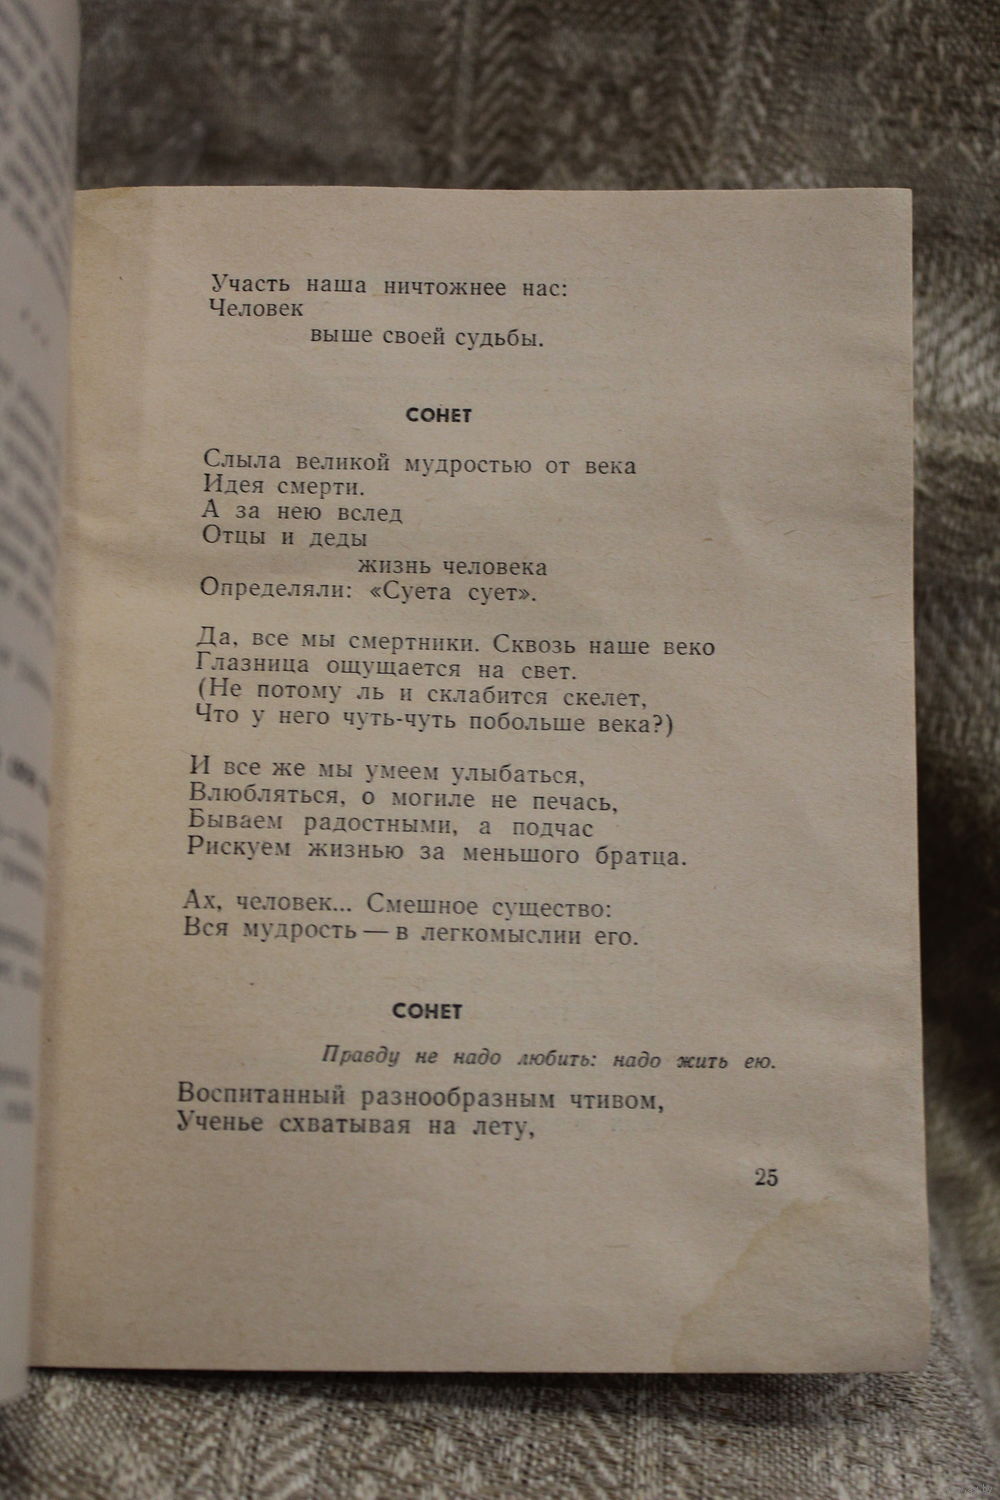 Участь наша ничтожнее нас:
Человек
выше своей судьбы.
СОНЕТ
Слыла великой мудростью от века
Идея смерти.
А за нею вслед
Отцы и деды
жизнь человека
Определяли: «Суета сует».
Да, все мы смертники. Сквозь наше веко
Глазница ощущается на свет.
(Не потому ль и склабится скелет,
Что у него чуть-чуть побольше века?)
И все же мы умеем улыбаться,
Влюбляться, о могиле не печась,
Бываем радостными, а подчас
Рискуем жизнью за меньшого братца.
Ах, человек... Смешное существо:
Вся мудрость — в легкомыслии его.
СОНЕТ
Правду не надо любить: надо жить ею.
Воспитанный разнообразным чтивом,
Ученье схватывая на лету,
25